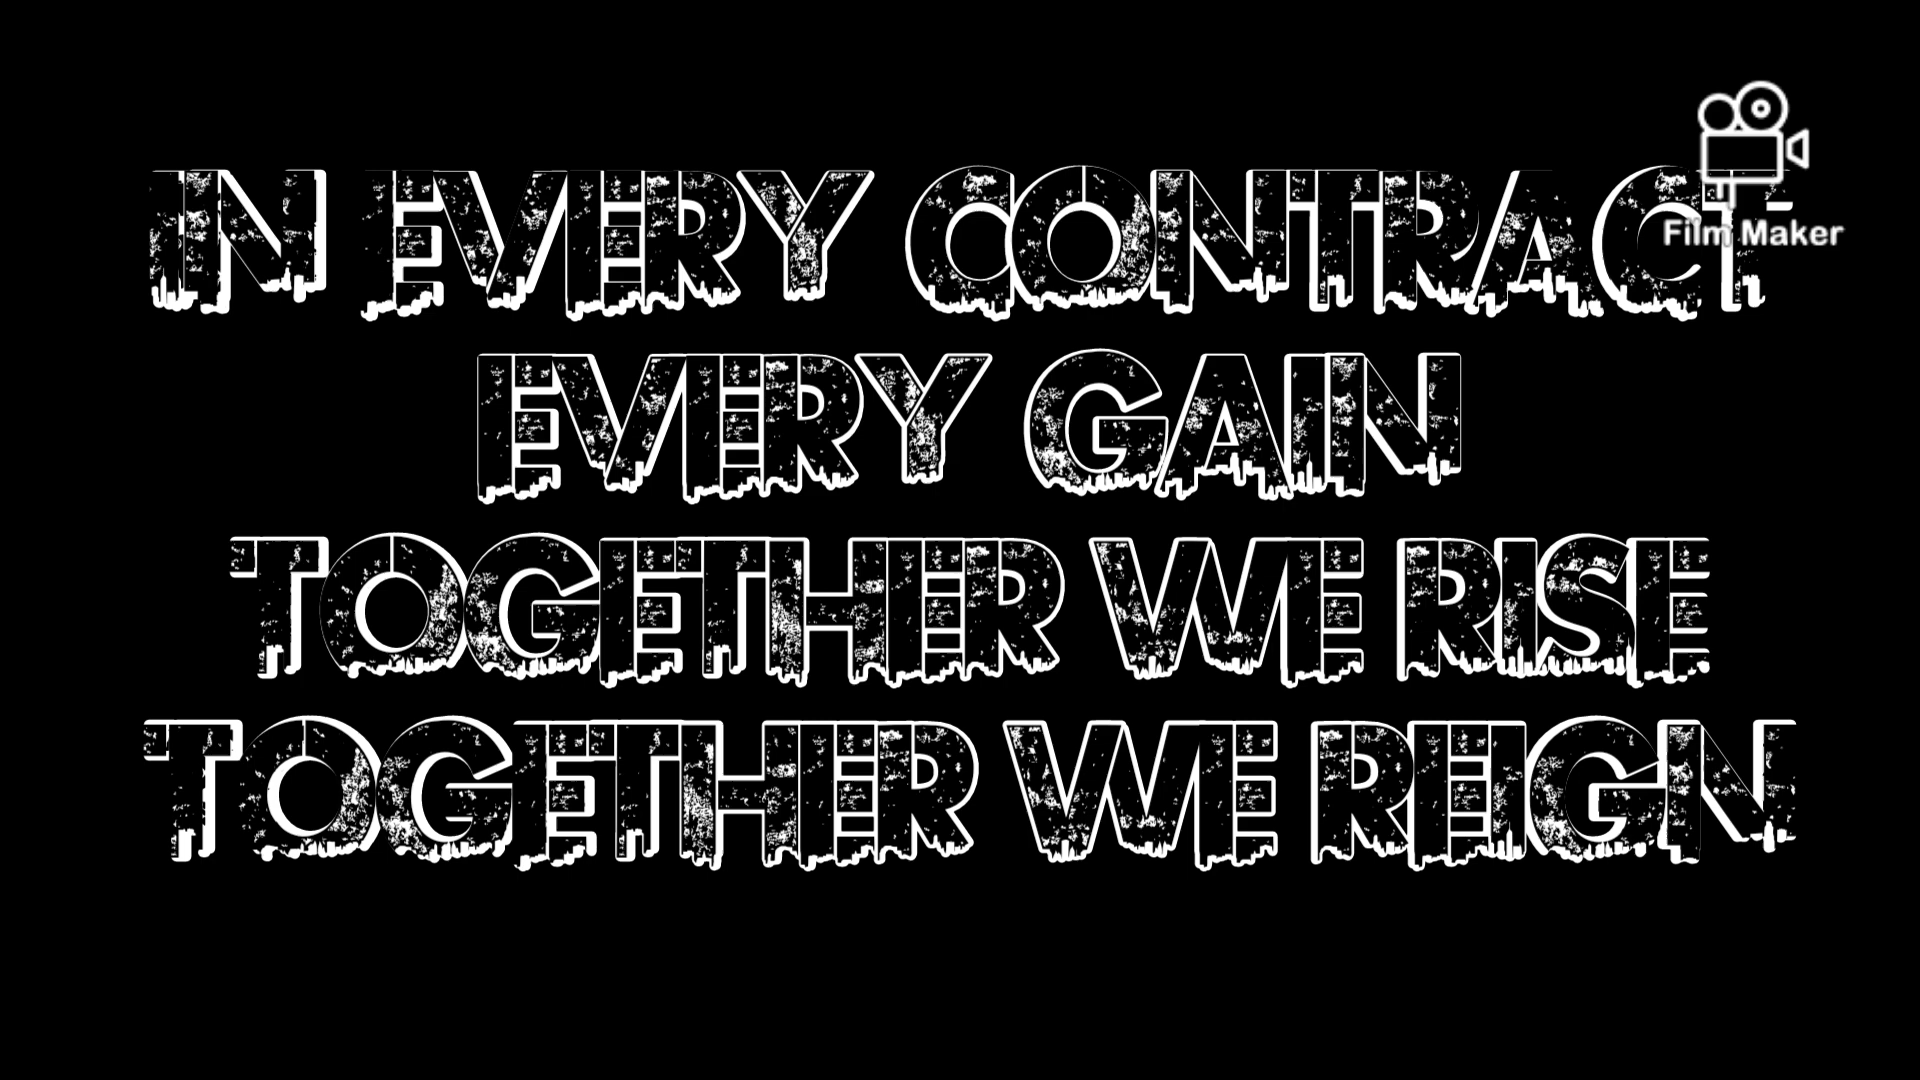 IN EVERY CONTRACT
EVERY GAIN
TOGETHER WE RISE
TOGETHER WE REIGN
Film Maker